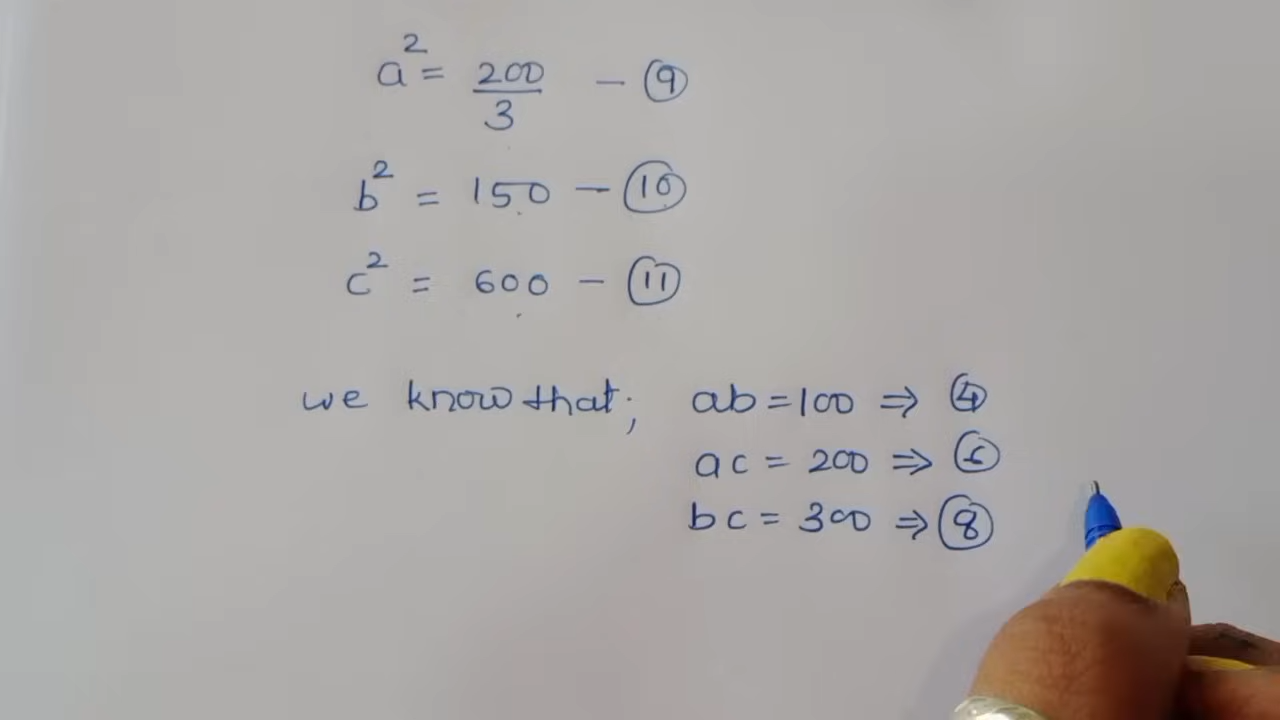 a² = 200/3 - ⑨
b² = 150 - ⑩
c² = 600 - ⑪
we know that; ab = 100 ⇒ ④
ac = 200 ⇒ ⑥
bc = 300 ⇒ ⑧